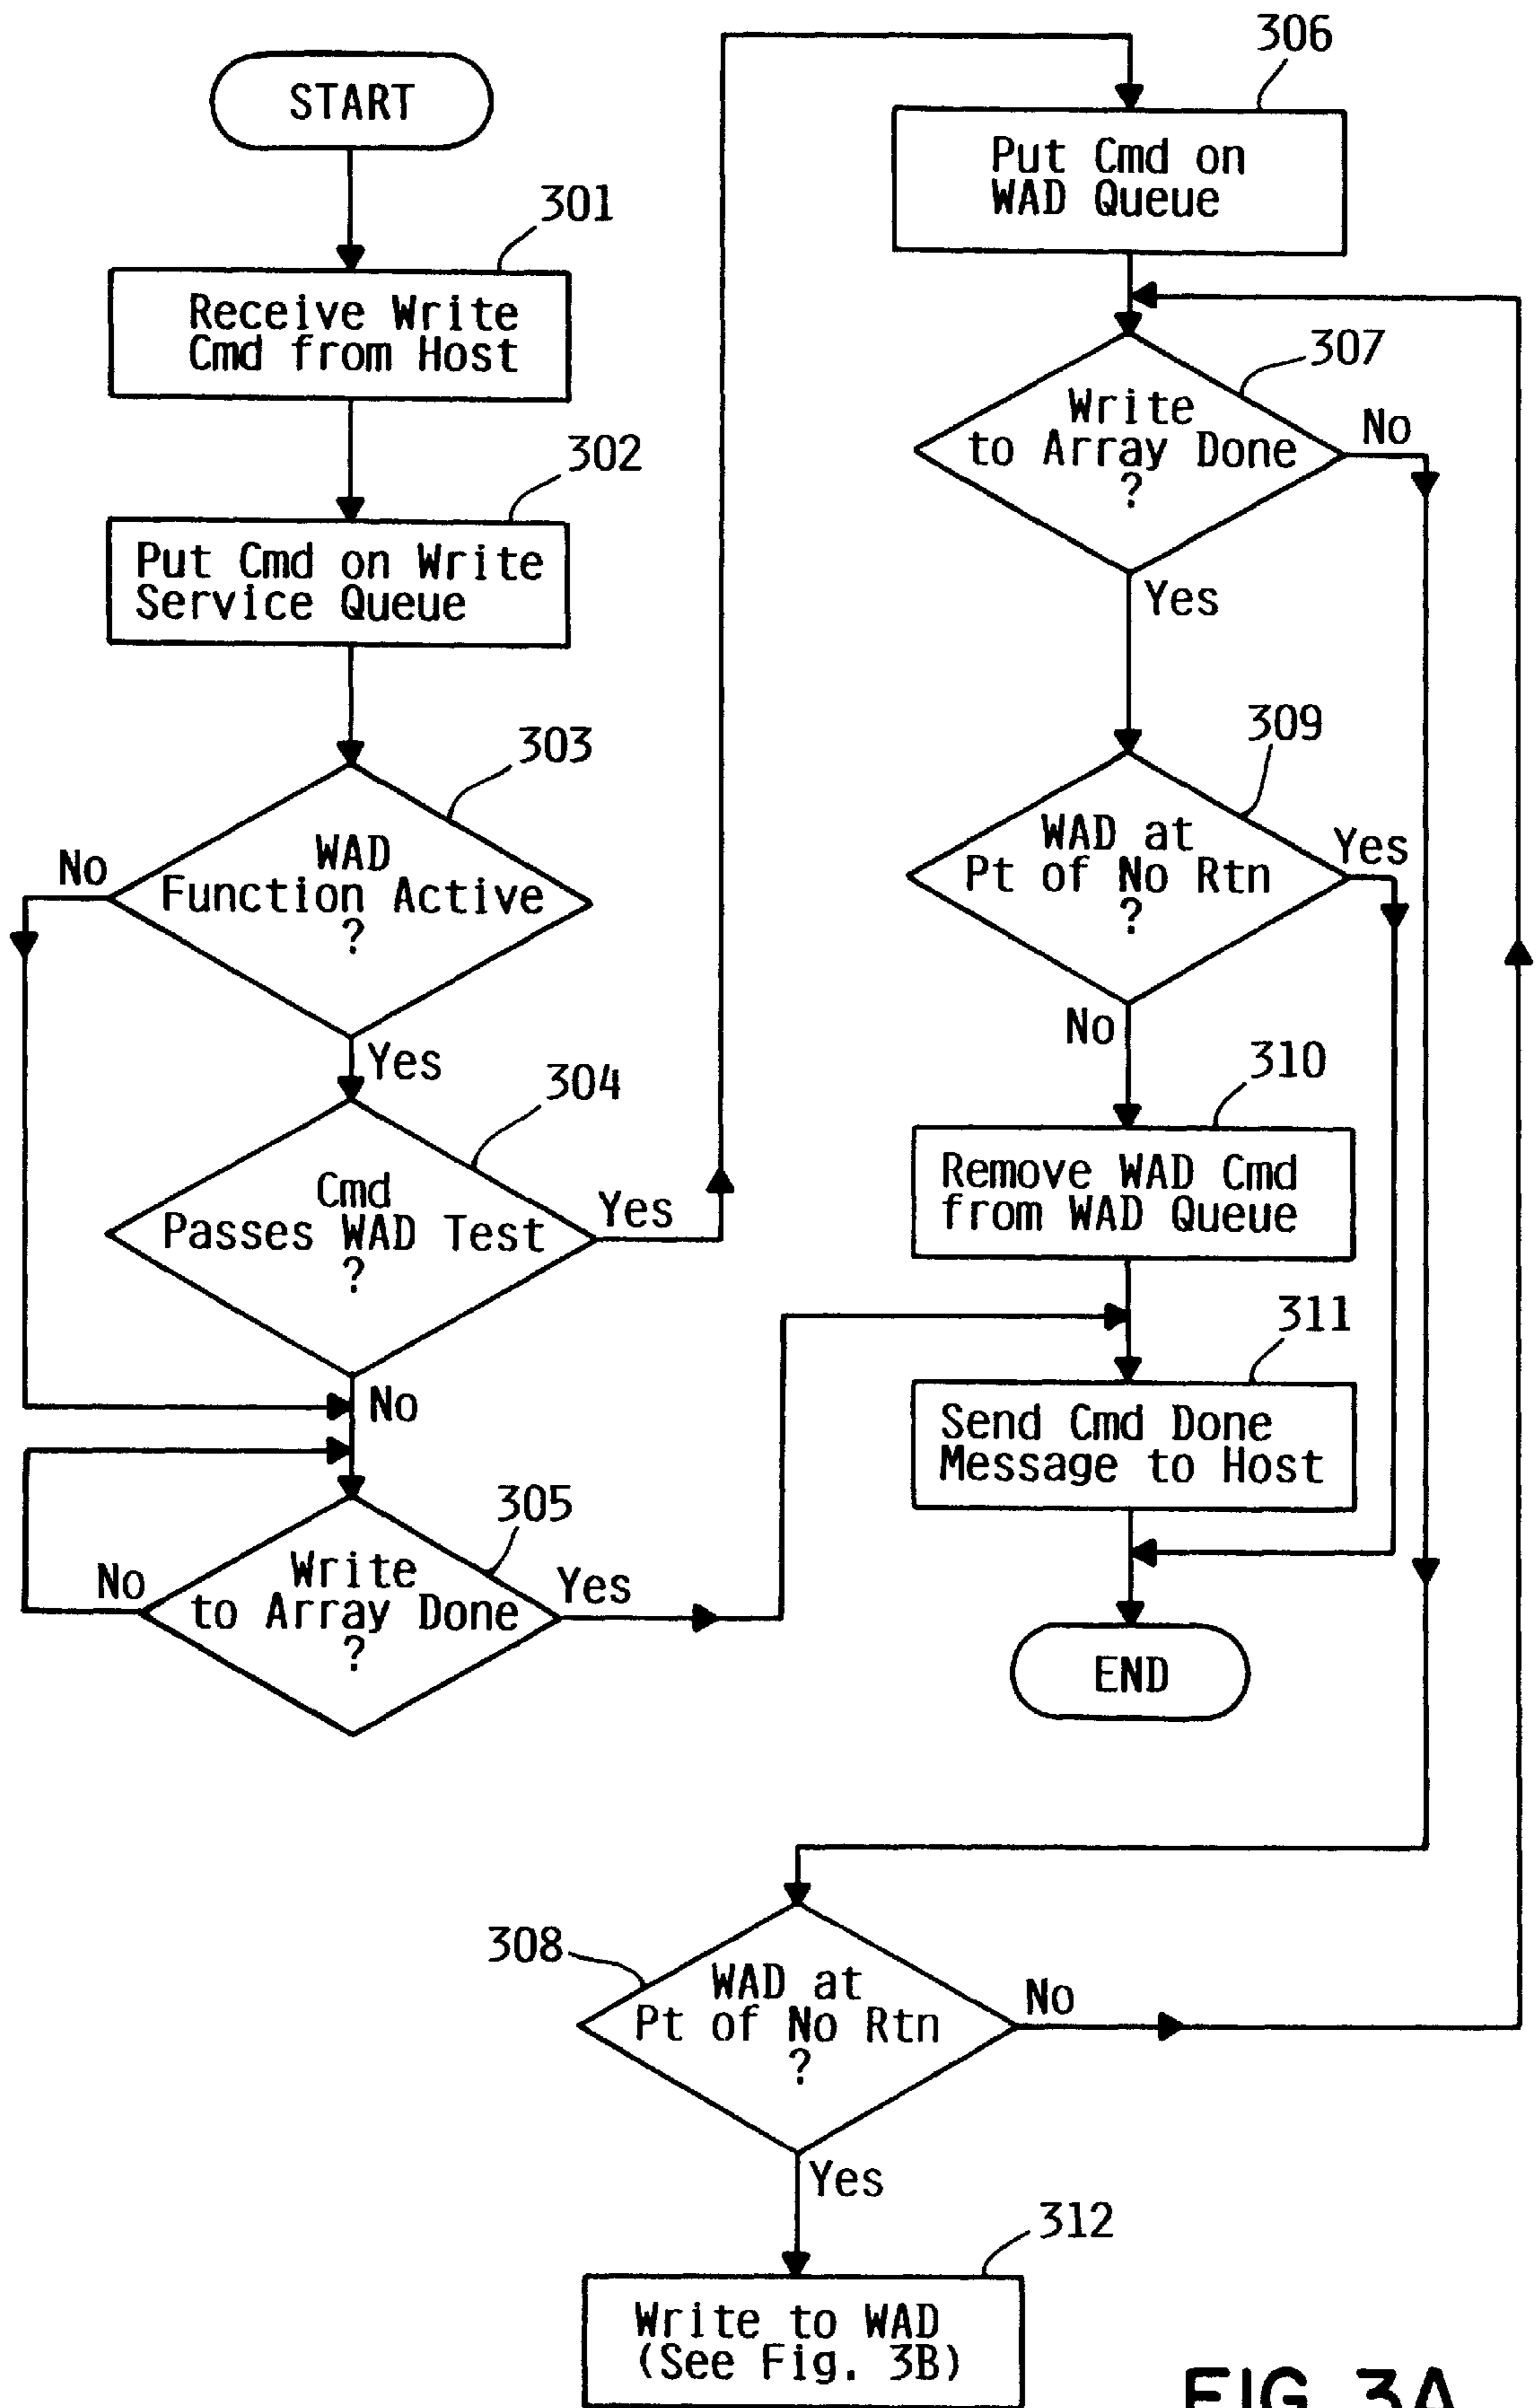 START
301
Receive Write
Cmd from Host
302
Put Cmd on Write
Service Queue
303
WAD
Function Active
?
No
Yes
304
Cmd
Passes WAD Test
?
Yes
No
305
Write
to Array Done
?
No
Yes
306
Put Cmd on
WAD Queue
307
Write
to Array Done
?
No
Yes
309
WAD at
Pt of No Rtn
?
Yes
No
310
Remove WAD Cmd
from WAD Queue
311
Send Cmd Done
Message to Host
END
308
WAD at
Pt of No Rtn
?
No
Yes
312
Write to WAD
(See Fig. 3B)
FIG. 3A